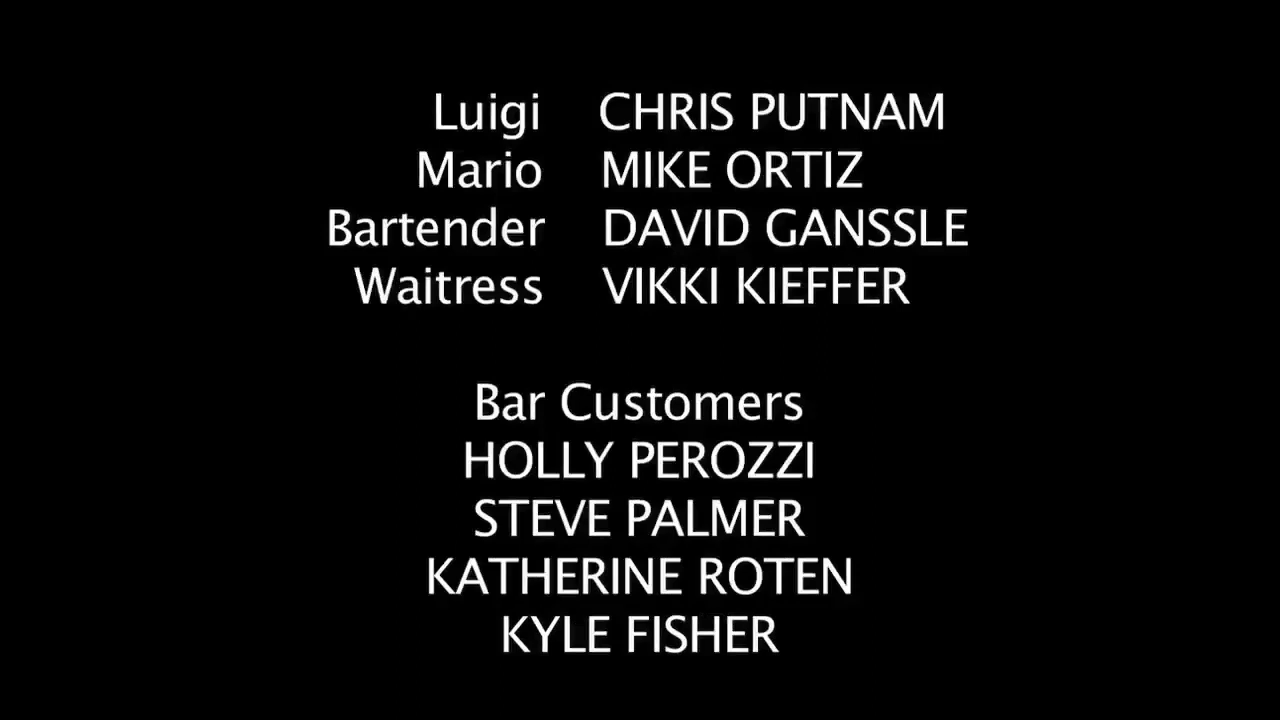 Luigi CHRIS PUTNAM
Mario MIKE ORTIZ
Bartender DAVID GANSSLE
Waitress VIKKI KIEFFER
Bar Customers
HOLLY PEROZZI
STEVE PALMER
KATHERINE ROTEN
KYLE FISHER